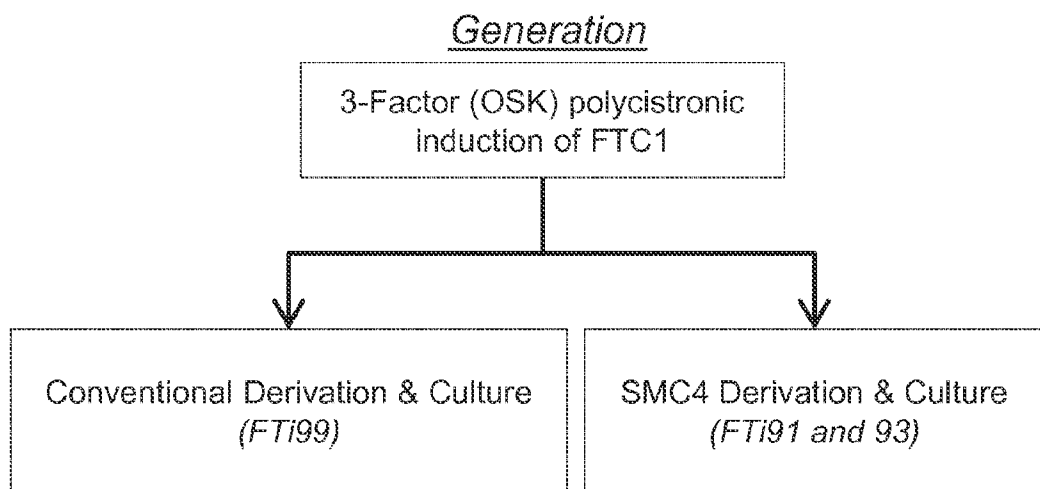 Generation
3-Factor (OSK) polycistronic
induction of FTC1
Conventional Derivation & Culture
(FTi99)
SMC4 Derivation & Culture
(FTi91 and 93)